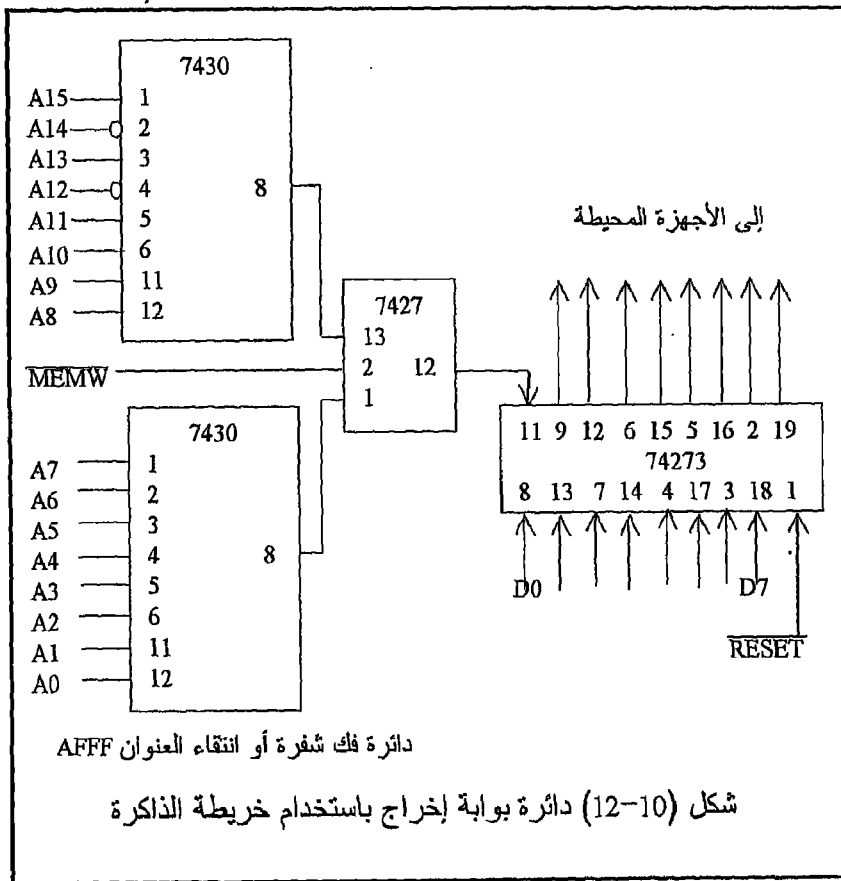 7430
A15 1
A14 2
A13 3
A12 4 8
A11 5
A10 6
A9 11
A8 12
إلى الأجهزة المحيطة
7427
13
MEMW 2 12
1
7430
A7 1
A6 2
A5 3
A4 4 8
A3 5
A2 6
A1 11
A0 12
11 9 12 6 15 5 16 2 19
74273
8 13 7 14 4 17 3 18 1
D0 D7
RESET
دائرة فك شفرة أو انتقاء العنوان AFFF
شكل (10-12) دائرة بوابة إخراج باستخدام خريطة الذاكرة